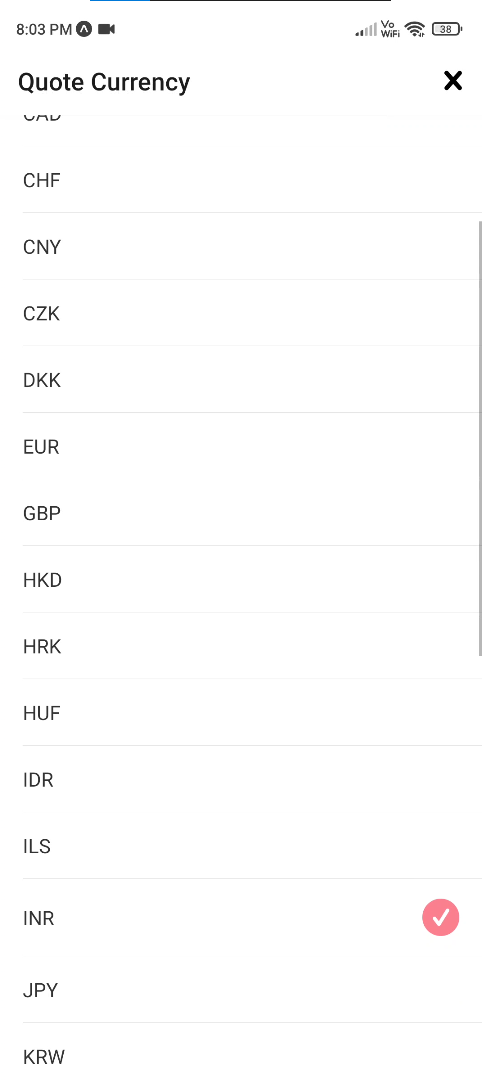 8:03 PM Vo WiFi 38
Quote Currency
CAD
CHF
CNY
CZK
DKK
EUR
GBP
HKD
HRK
HUF
IDR
ILS
INR
JPY
KRW